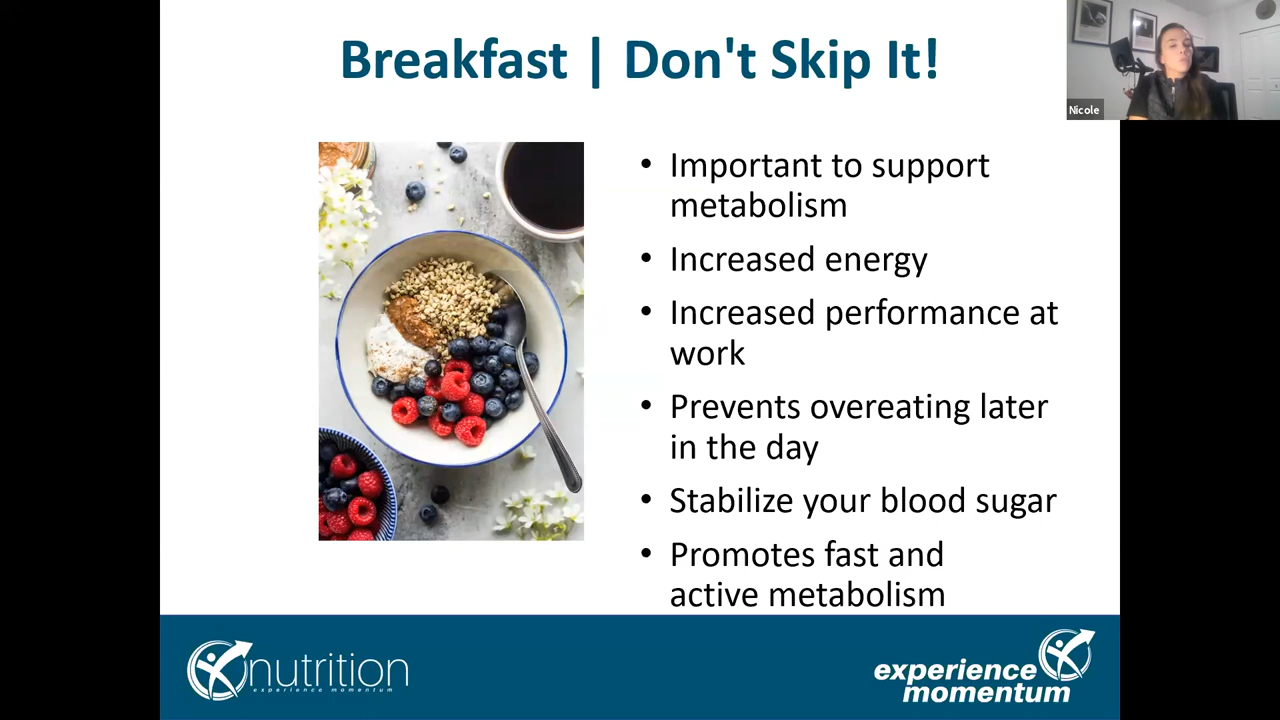 Breakfast | Don't Skip It!
Nicole
• Important to support
metabolism
• Increased energy
• Increased performance at
work
• Prevents overeating later
in the day
• Stabilize your blood sugar
• Promotes fast and
active metabolism
nutrition
experience momentum
experience
momentum